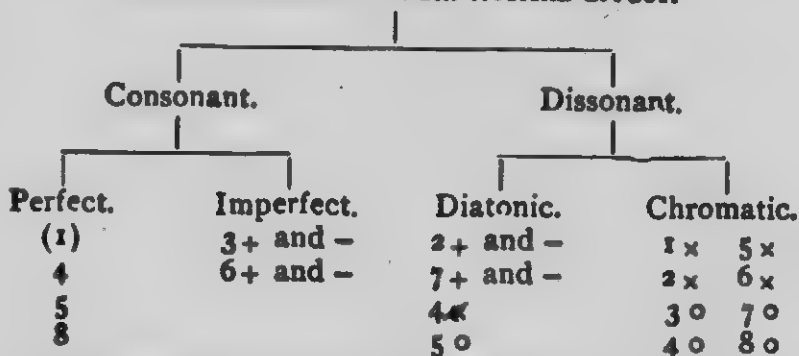 Consonant. Dissonant.
Perfect. Imperfect. Diatonic. Chromatic.
(1) 3+ and − 2+ and − 1× 5×
4 6+ and − 7+ and − 2× 6×
5 4× 3° 7°
8 5° 4° 8°